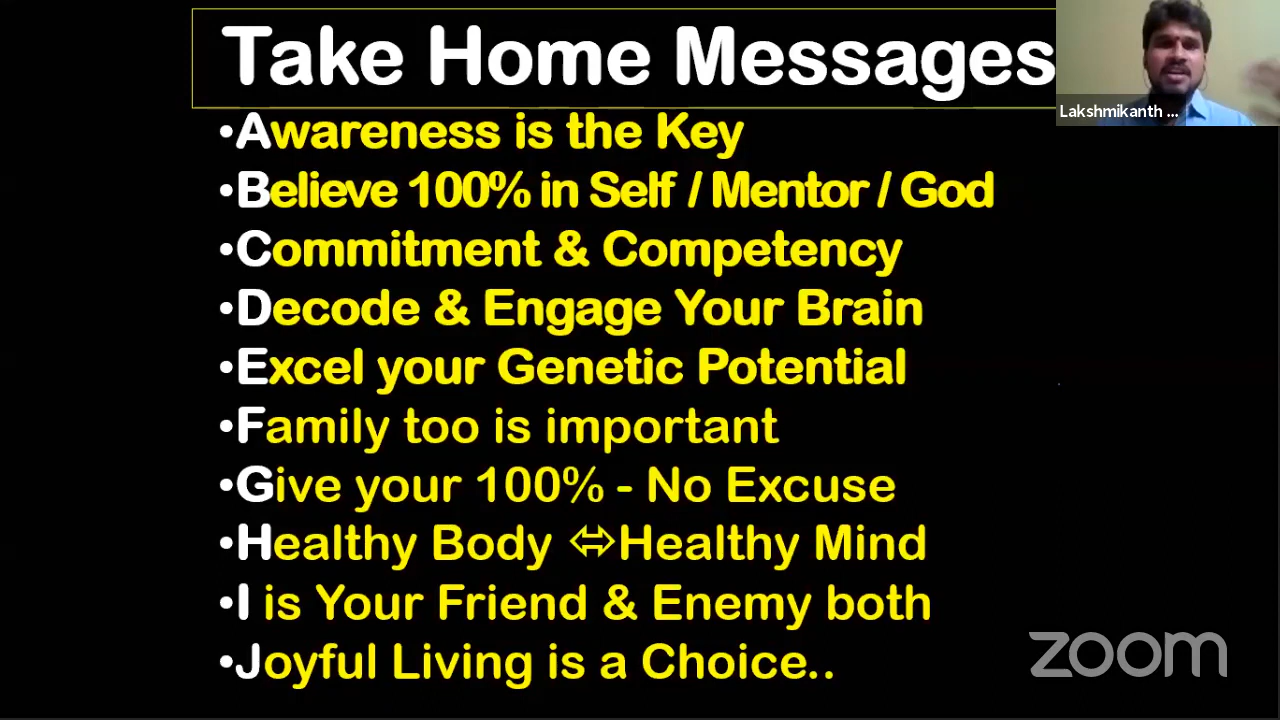 Take Home Messages
Lakshmikanth ...
•Awareness is the Key
•Believe 100% in Self / Mentor / God
•Commitment & Competency
•Decode & Engage Your Brain
•Excel your Genetic Potential
•Family too is important
•Give your 100% - No Excuse
•Healthy Body ⬄Healthy Mind
•I is Your Friend & Enemy both
•Joyful Living is a Choice..
zoom